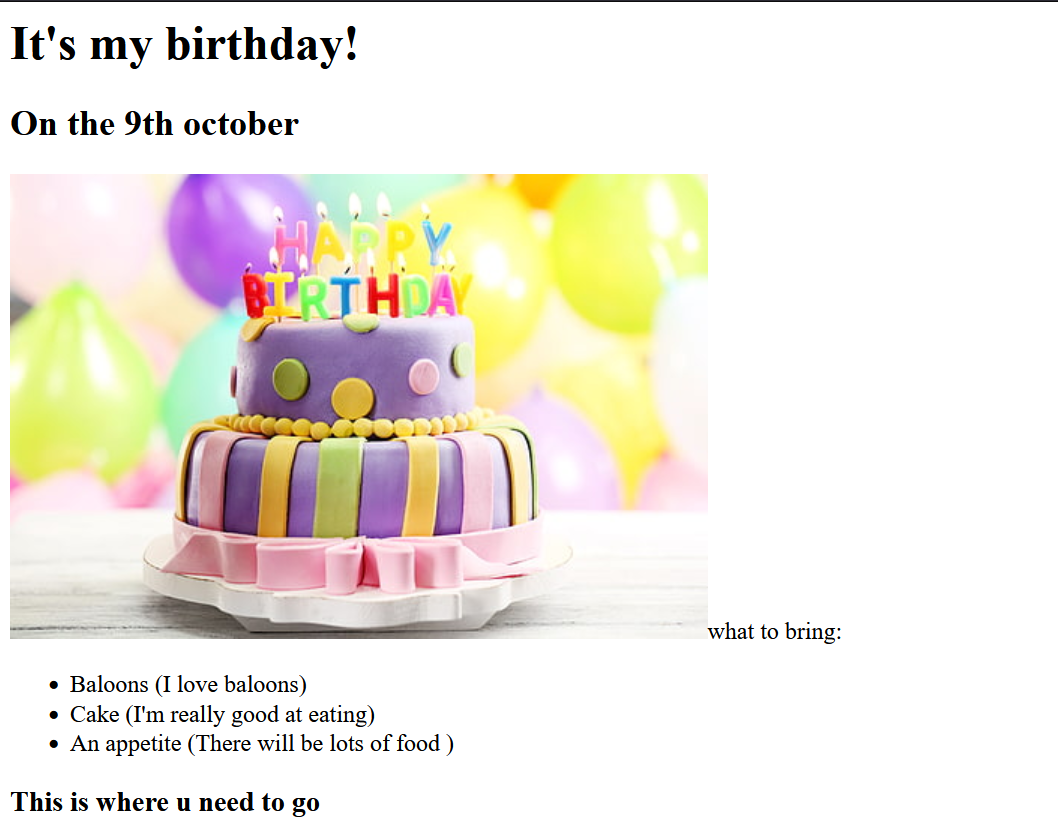 It's my birthday!
On the 9th october
HAPPY
BIRTHDAY
what to bring:
Baloons (I love baloons)
Cake (I'm really good at eating)
An appetite (There will be lots of food )
This is where u need to go